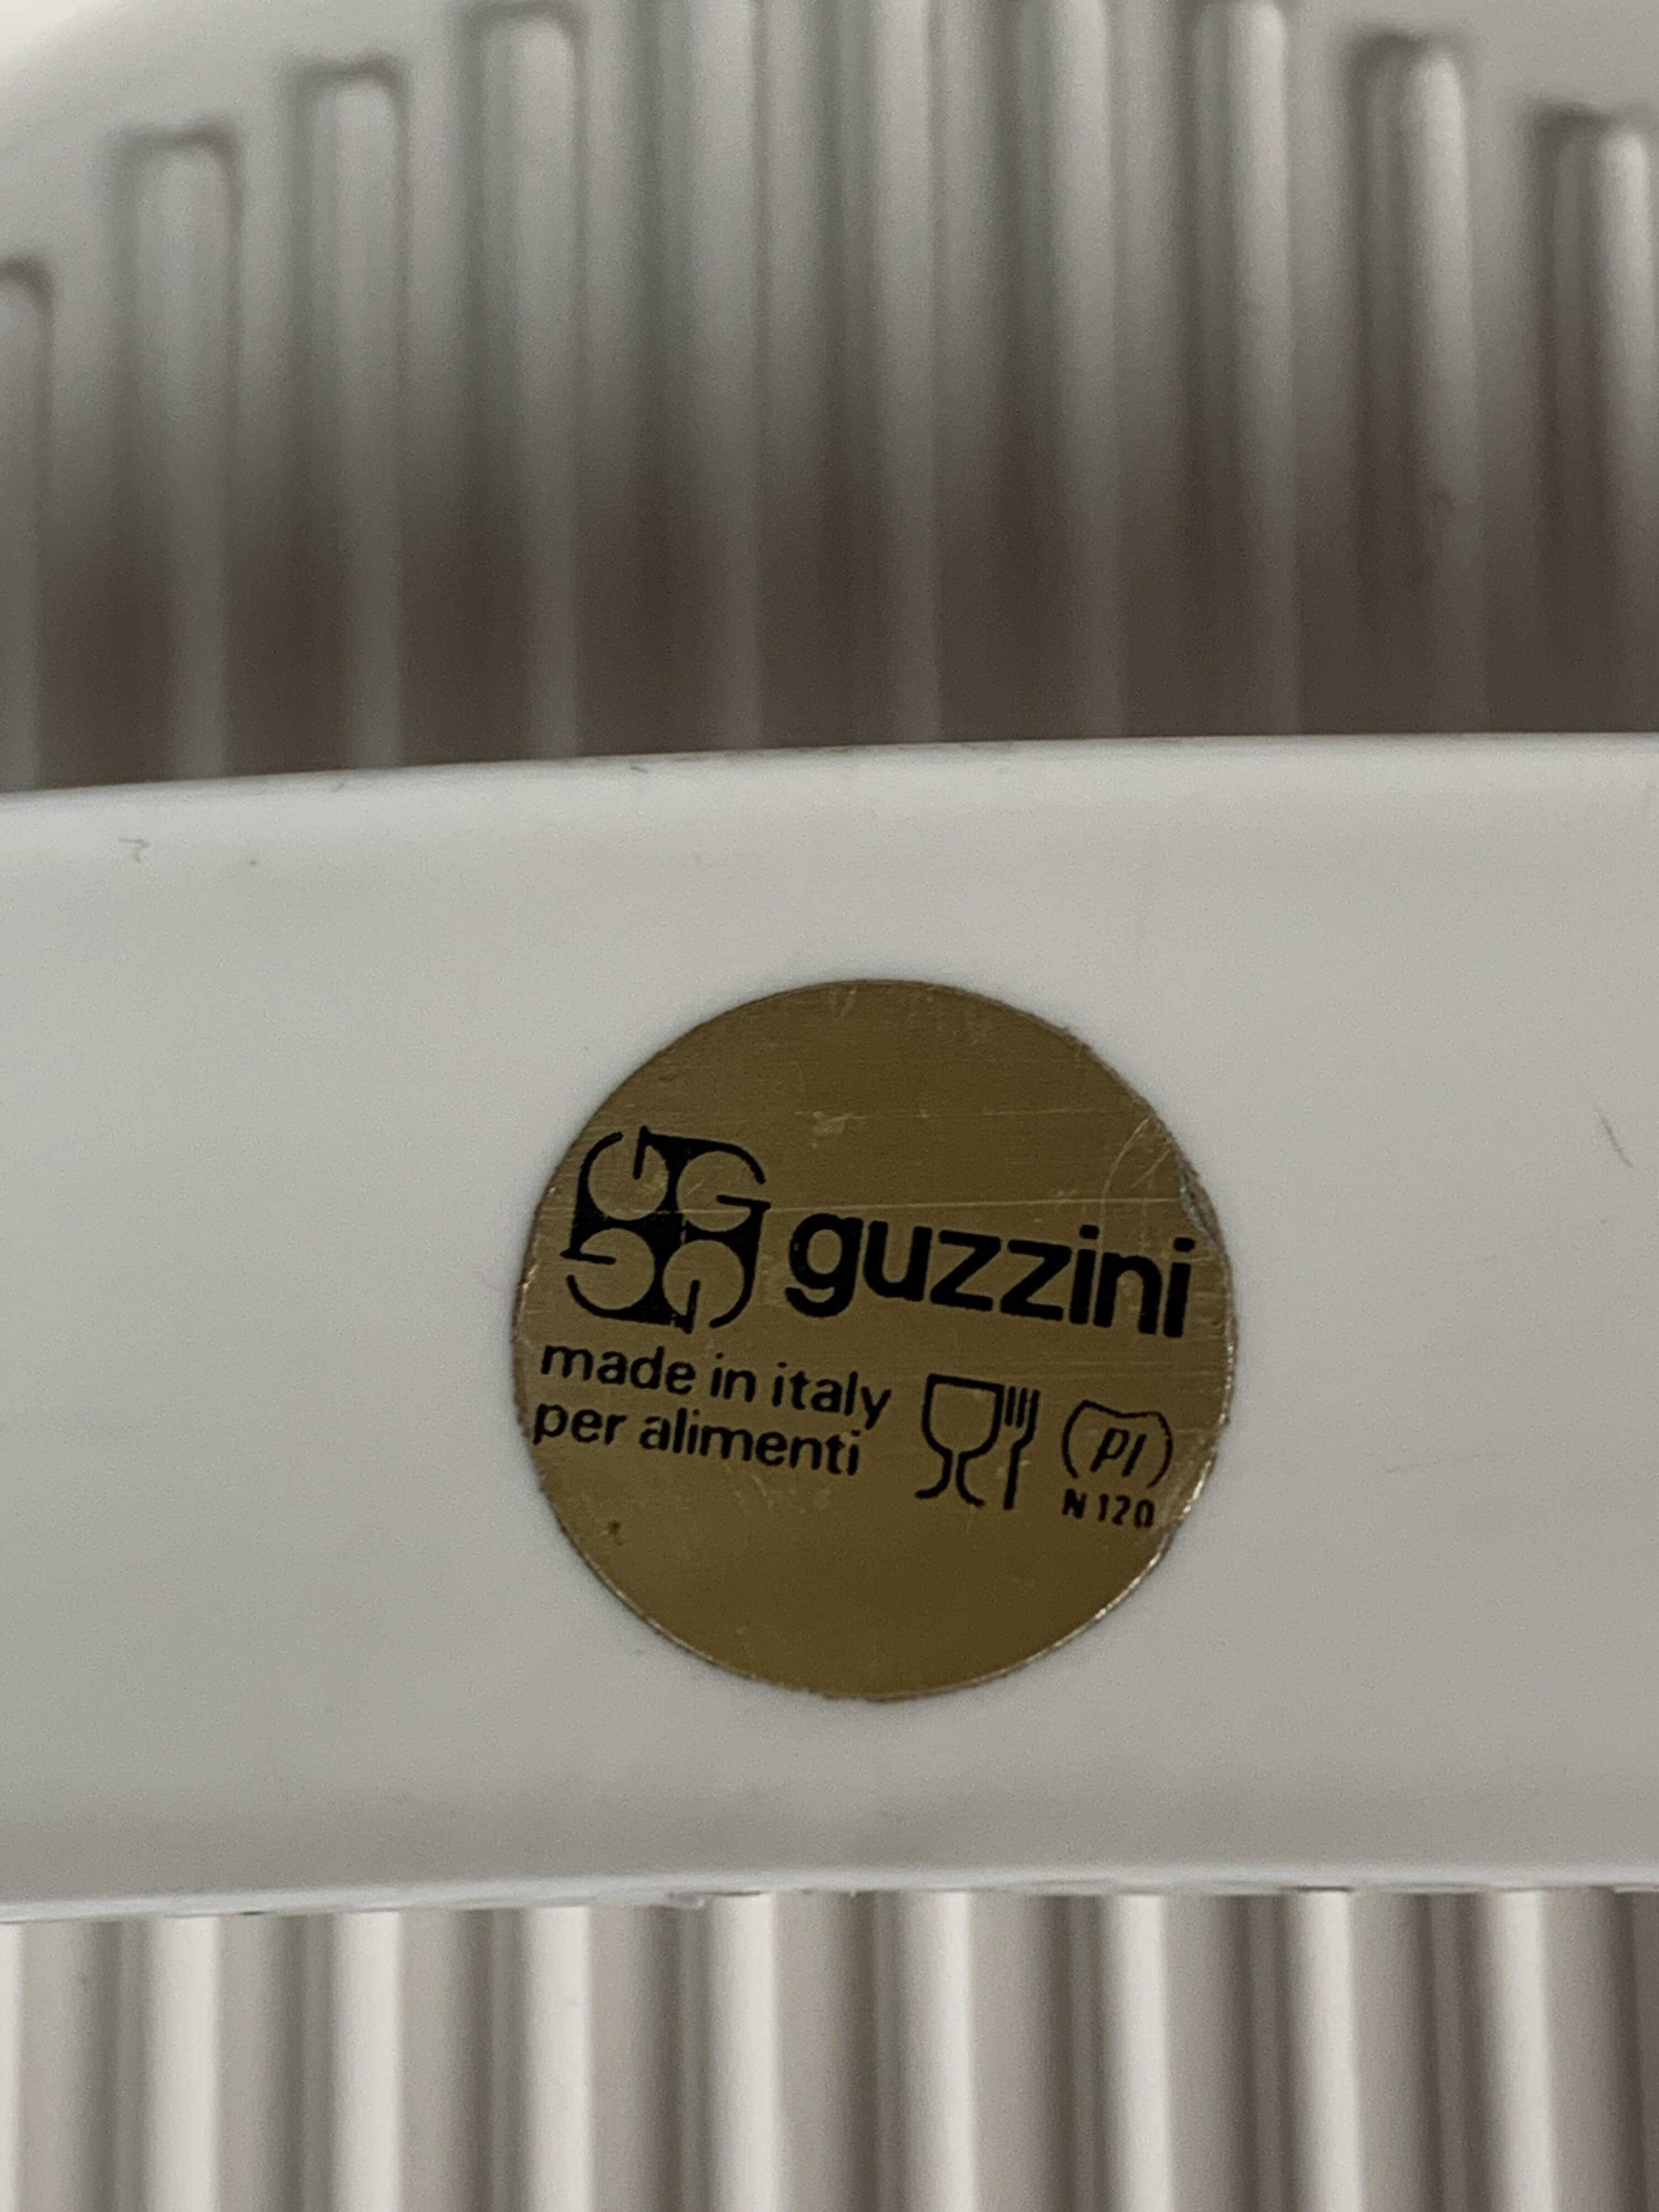 guzzini
made in italy
per alimenti
PI
N 120